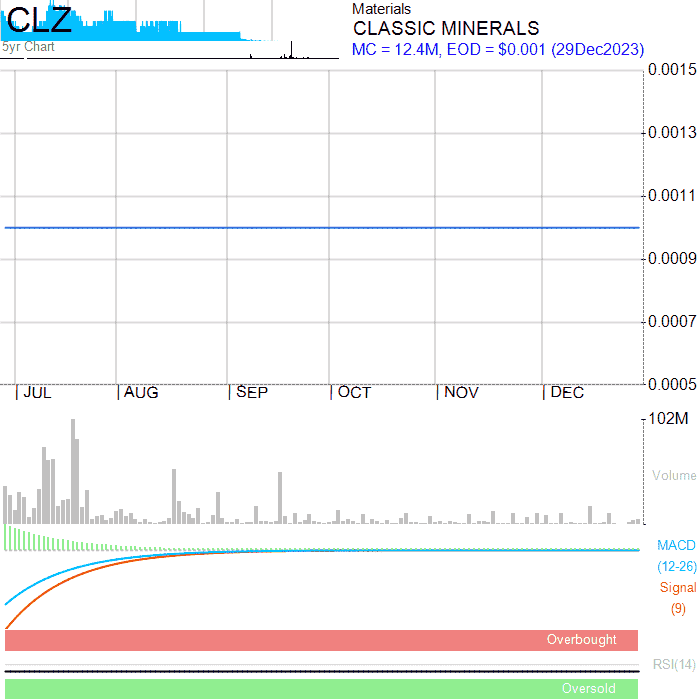 CLZ
5yr Chart
Materials
CLASSIC MINERALS
MC = 12.4M, EOD = $0.001 (29Dec2023)
0.0015
0.0013
0.0011
0.0009
0.0007
0.0005
JUL AUG SEP OCT NOV DEC
102M
Volume
MACD
(12-26)
Signal
(9)
Overbought
RSI(14)
Oversold